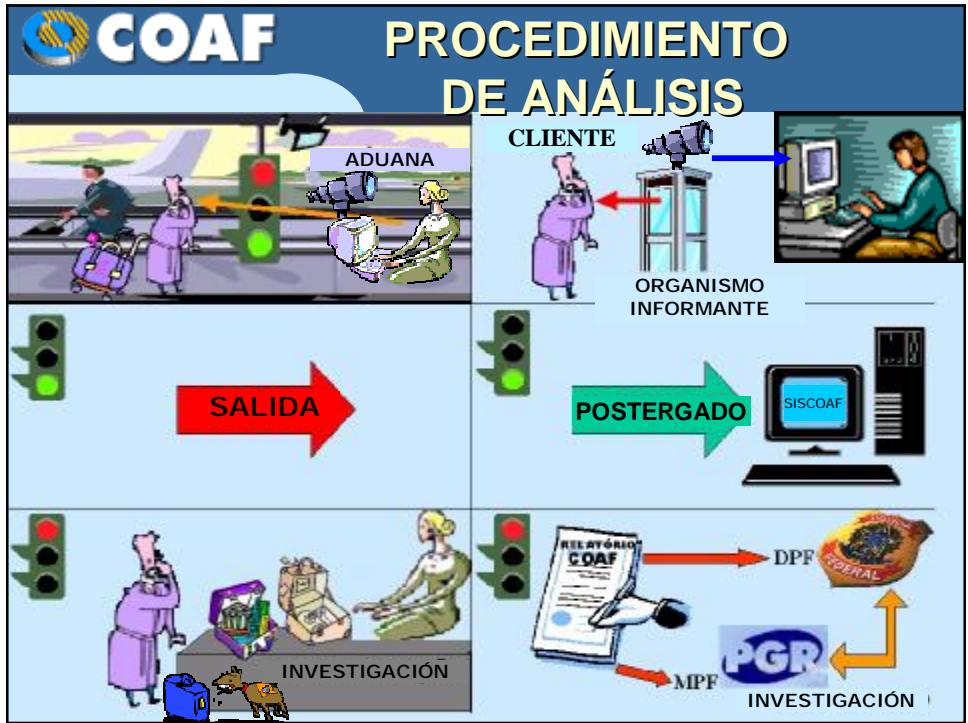 COAF
PROCEDIMIENTO
DE ANÁLISIS
ADUANA
CLIENTE
ORGANISMO
INFORMANTE
SALIDA
POSTERGADO
SISCOAF
INVESTIGACIÓN
RELATÓRIO
COAF
DPF
FEDERAL
MPF
PGR
INVESTIGACIÓN